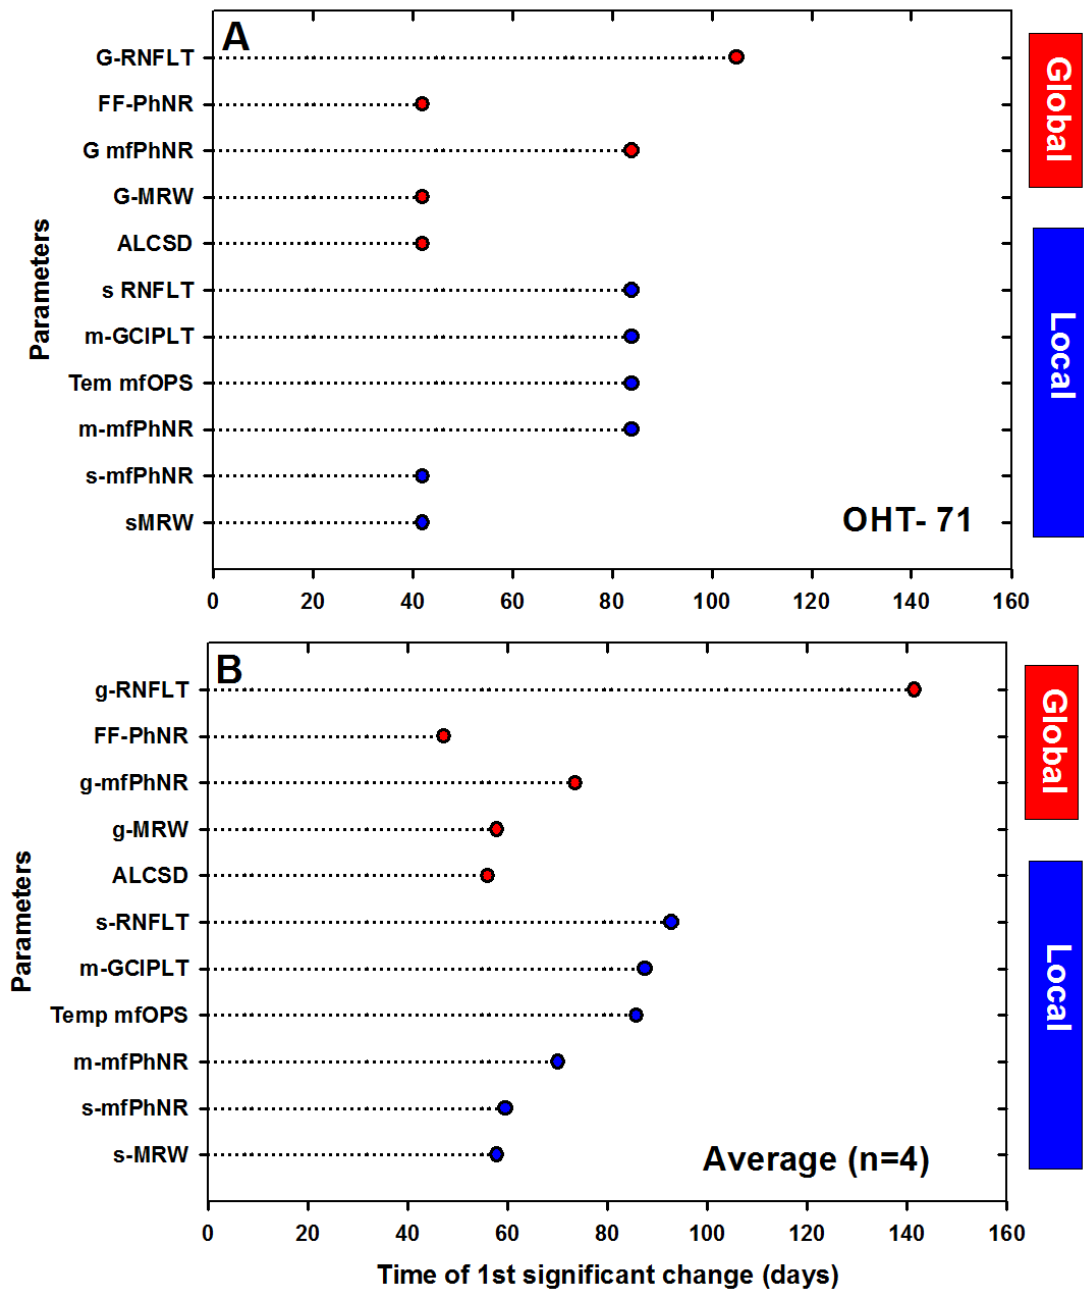 A
G-RNFLT
FF-PhNR
G mfPhNR
G-MRW
ALCSD
s RNFLT
m-GCIPLT
Tem mfOPS
m-mfPhNR
s-mfPhNR
sMRW
Parameters
OHT- 71
Global
Local
0 20 40 60 80 100 120 140 160
B
g-RNFLT
FF-PhNR
g-mfPhNR
g-MRW
ALCSD
s-RNFLT
m-GCIPLT
Temp mfOPS
m-mfPhNR
s-mfPhNR
s-MRW
Parameters
Average (n=4)
Global
Local
0 20 40 60 80 100 120 140 160
Time of 1st significant change (days)